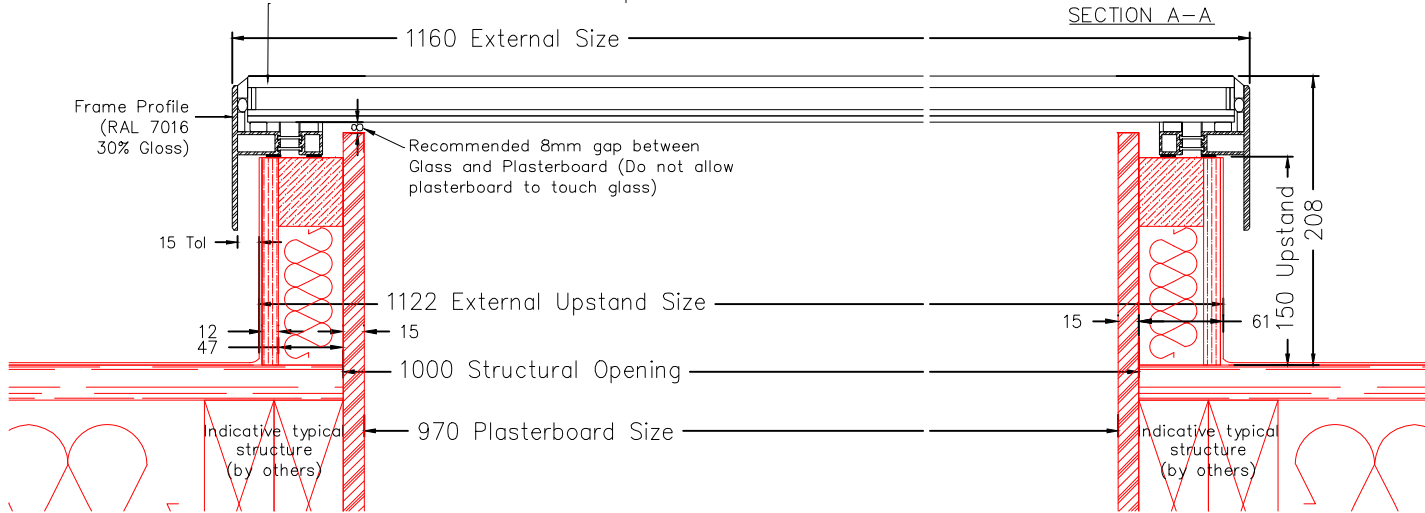 SECTION A-A
1160 External Size
Frame Profile
(RAL 7016
30% Gloss)
8
Recommended 8mm gap between
Glass and Plasterboard (Do not allow
plasterboard to touch glass)
15 Tol
150 Upstand
208
1122 External Upstand Size
12
15
15
61
47
1000 Structural Opening
970 Plasterboard Size
Indicative typical
structure
(by others)
Indicative typical
structure
(by others)